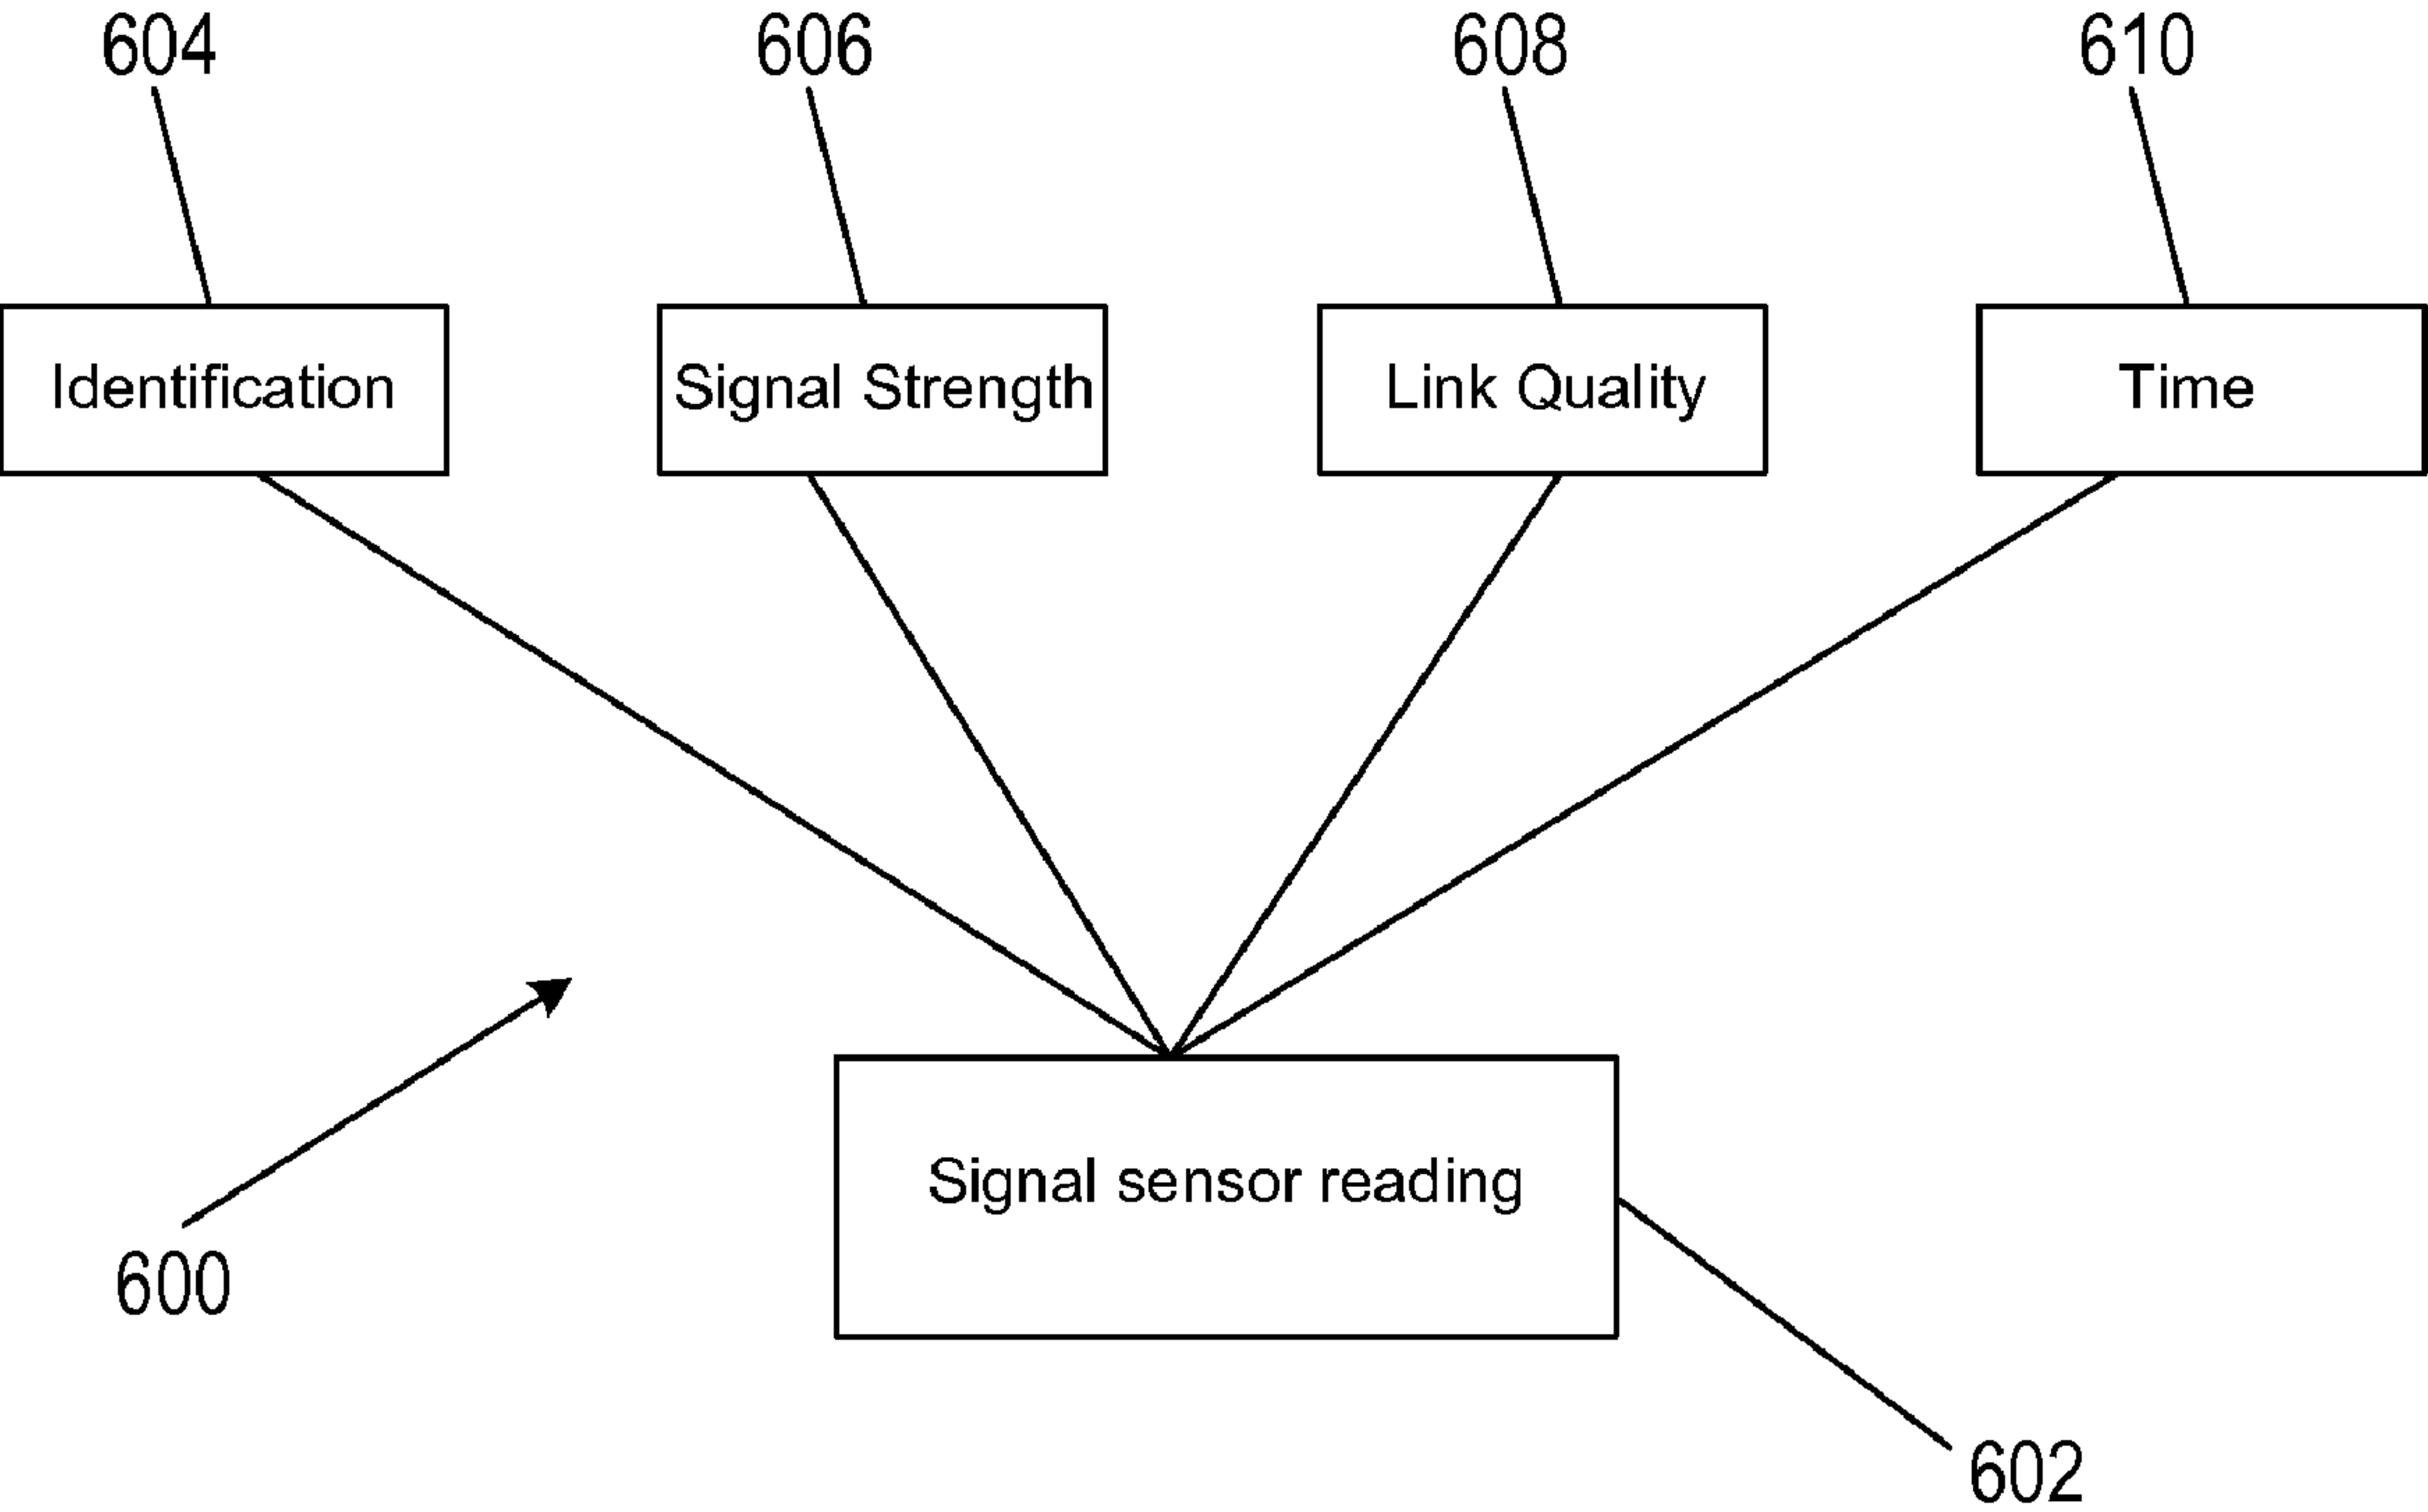 604
606
608
610
Identification
Signal Strength
Link Quality
Time
Signal sensor reading
600
602